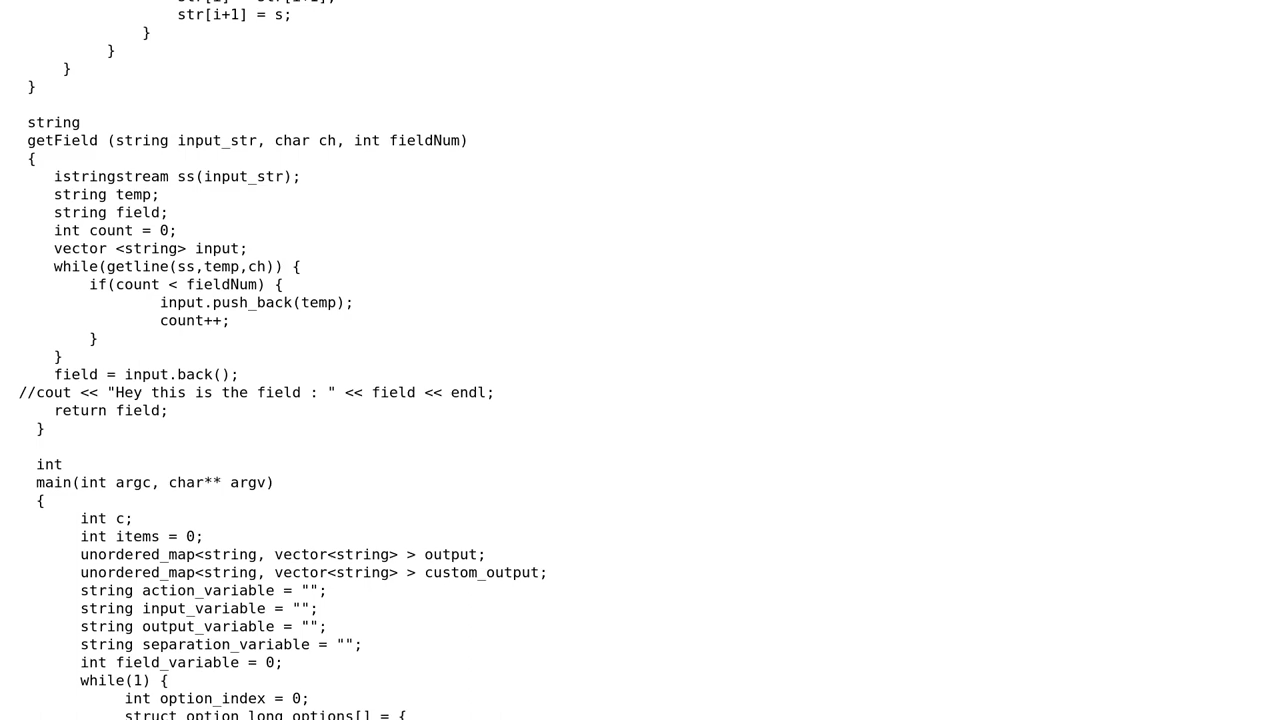 str[i+1] = s;
}
}
}
}
string
getField (string input_str, char ch, int fieldNum)
{
istringstream ss(input_str);
string temp;
string field;
int count = 0;
vector <string> input;
while(getline(ss,temp,ch)) {
if(count < fieldNum) {
input.push_back(temp);
count++;
}
}
field = input.back();
//cout << "Hey this is the field : " << field << endl;
return field;
}
int
main(int argc, char** argv)
{
int c;
int items = 0;
unordered_map<string, vector<string> > output;
unordered_map<string, vector<string> > custom_output;
string action_variable = "";
string input_variable = "";
string output_variable = "";
string separation_variable = "";
int field_variable = 0;
while(1) {
int option_index = 0;
struct option long_options[] = {